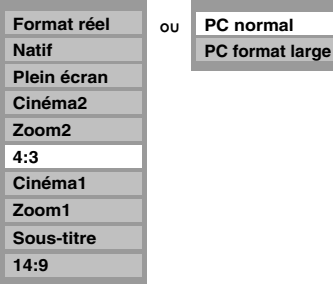 Format réel
Natif
Plein écran
Cinéma2
Zoom2
4:3
Cinéma1
Zoom1
Sous-titre
14:9
ou
PC normal
PC format large